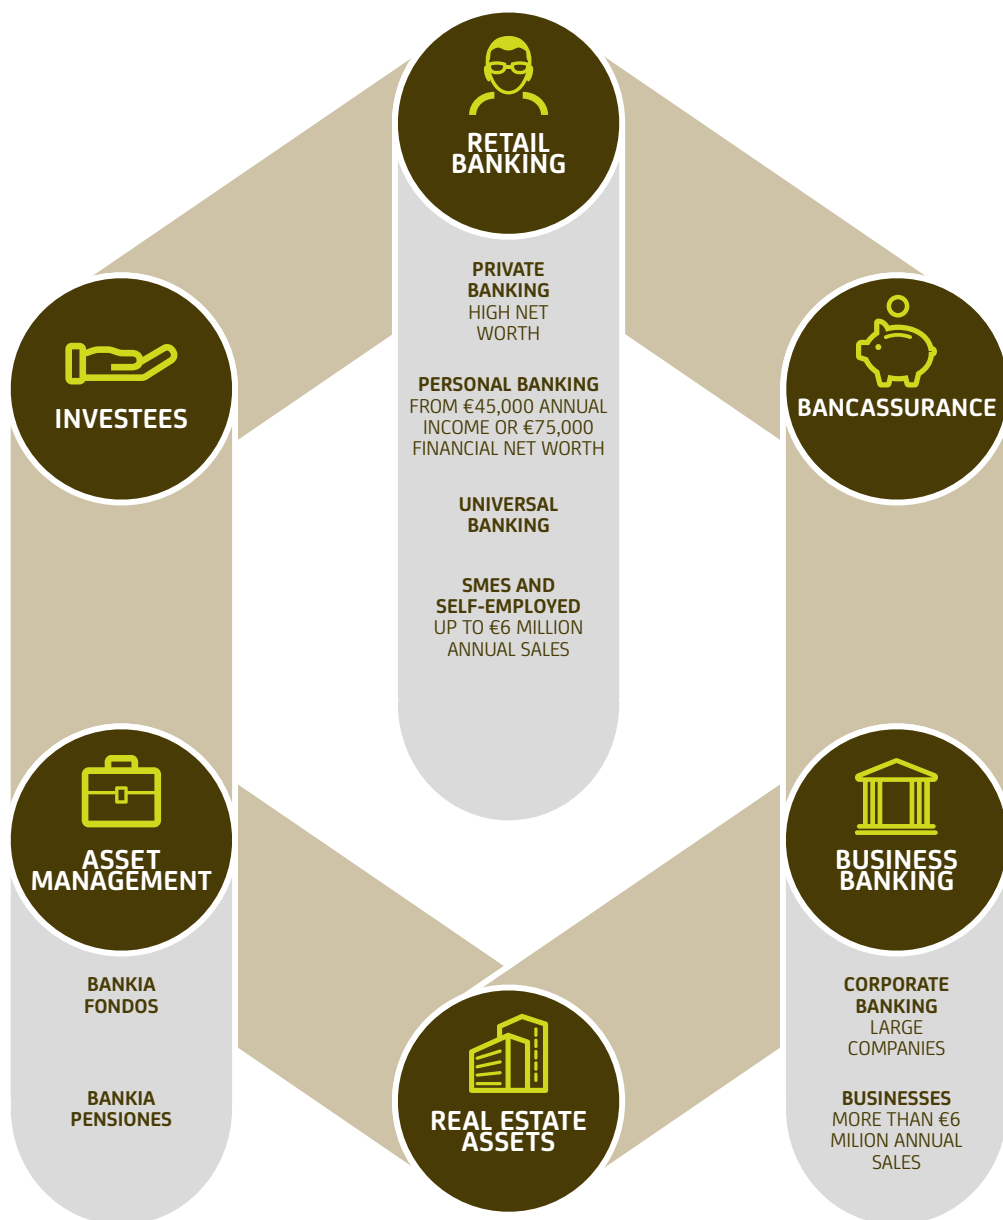 RETAIL
BANKING
PRIVATE
BANKING
HIGH NET
WORTH
PERSONAL BANKING
FROM €45,000 ANNUAL
INCOME OR €75,000
FINANCIAL NET WORTH
UNIVERSAL
BANKING
SMES AND
SELF-EMPLOYED
UP TO €6 MILLION
ANNUAL SALES
INVESTEES
BANCASSURANCE
ASSET
MANAGEMENT
BANKIA
FONDOS
BANKIA
PENSIONES
BUSINESS
BANKING
CORPORATE
BANKING
LARGE
COMPANIES
BUSINESSES
MORE THAN €6
MILION ANNUAL
SALES
REAL ESTATE
ASSETS